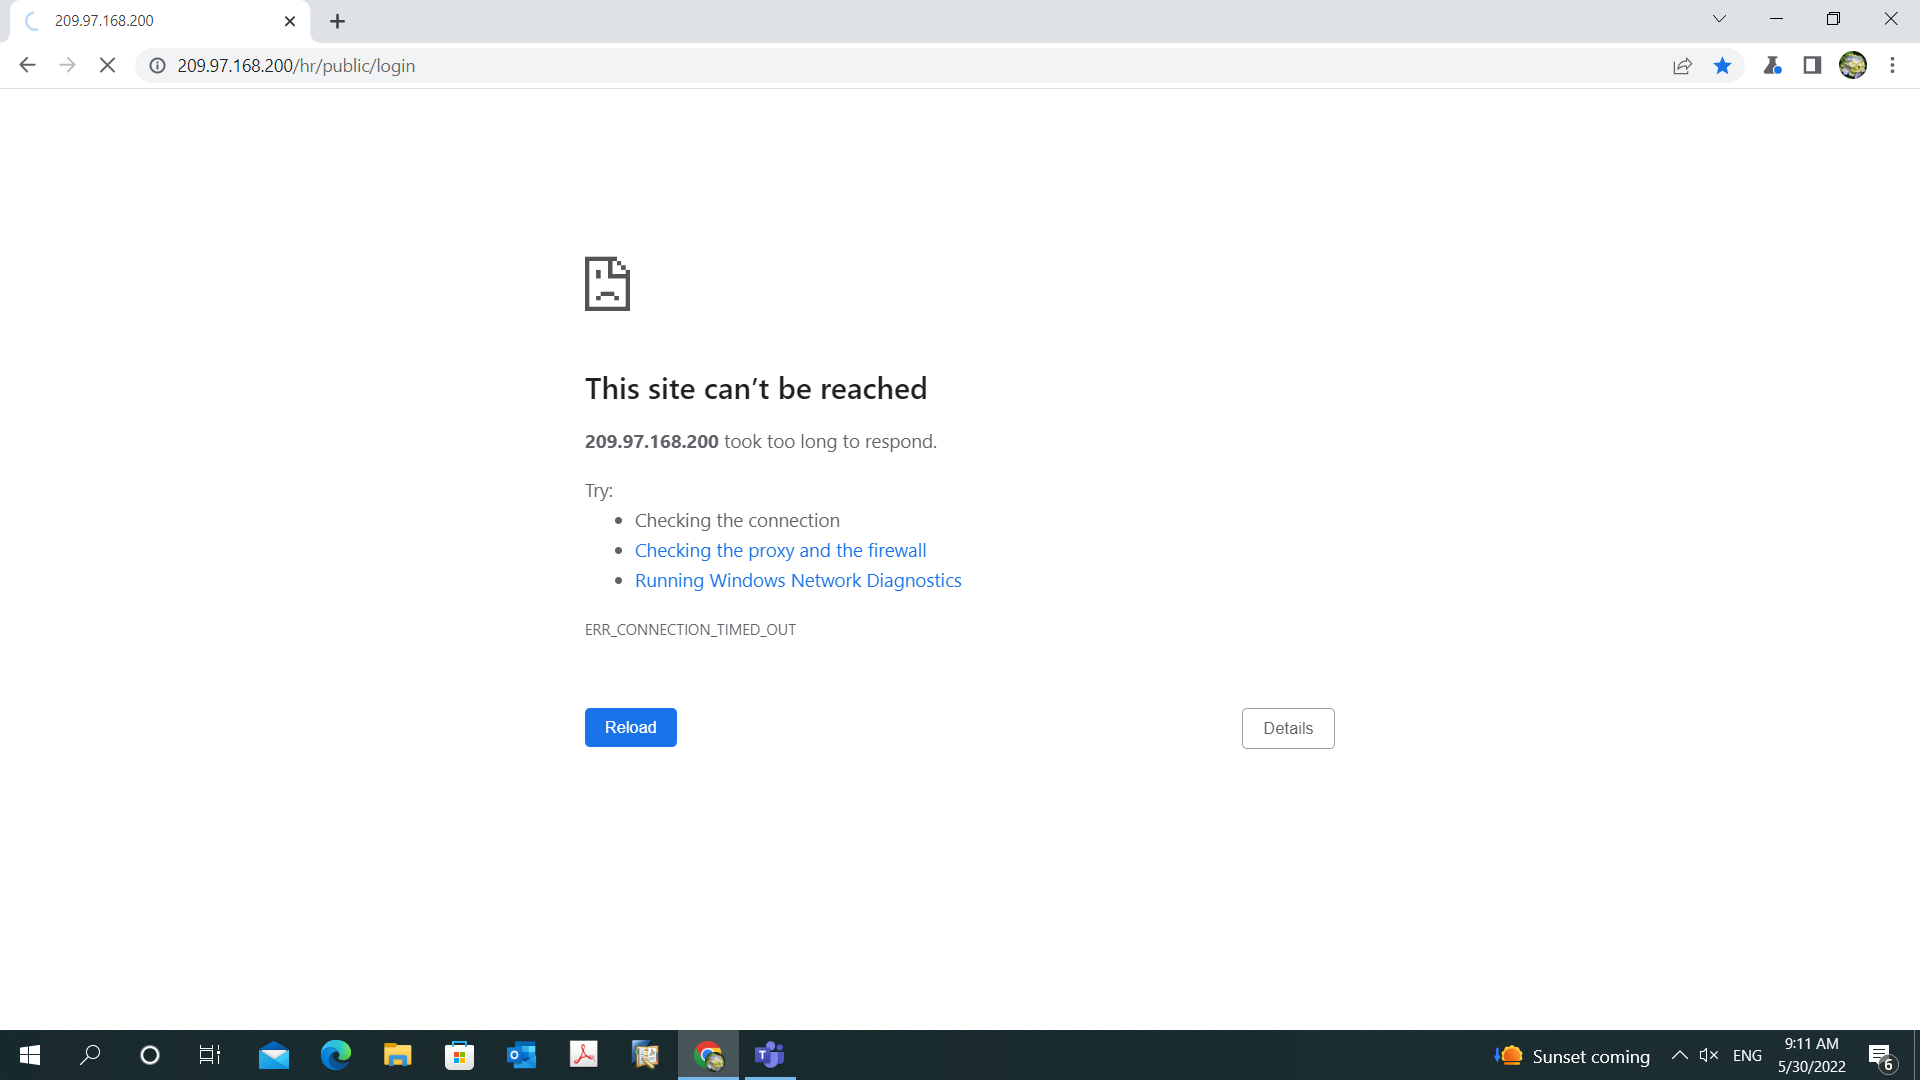 209.97.168.200
209.97.168.200/hr/public/login
This site can’t be reached
209.97.168.200 took too long to respond.
Try:
Checking the connection
Checking the proxy and the firewall
Running Windows Network Diagnostics
ERR_CONNECTION_TIMED_OUT
Reload
Details
Sunset coming
ENG
9:11 AM
5/30/2022
6